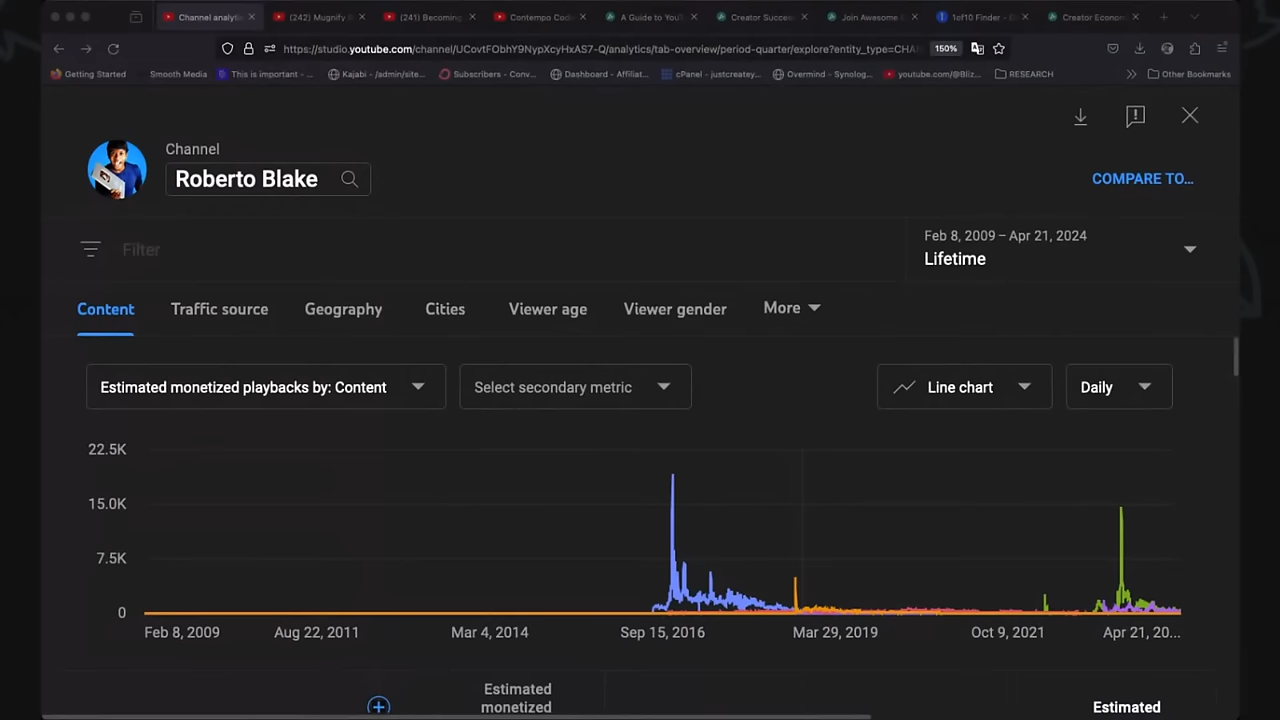 Channel analyti
(242) Mugnify B
(241) Becoming
Contempo Code
A Guide to YouT
Creator Succes
Join Awesome
1of10 Finder -
Creator Econom
https://studio.youtube.com/channel/UCovtFObhY9NypXcyHxAS7-Q/analytics/tab-overview/period-quarter/explore?entity_type=CHA
150%
Getting Started
Smooth Media
This is important - ...
Kajabi - /admin/site...
Subscribers - Conv...
Dashboard – Affiliat...
cPanel - justcreatey...
Overmind - Synolog...
youtube.com/@Bliz...
RESEARCH
Other Bookmarks
Channel
Roberto Blake
COMPARE TO...
Filter
Feb 8, 2009 – Apr 21, 2024
Lifetime
Content
Traffic source
Geography
Cities
Viewer age
Viewer gender
More
Estimated monetized playbacks by: Content
Select secondary metric
Line chart
Daily
22.5K
15.0K
7.5K
0
Feb 8, 2009
Aug 22, 2011
Mar 4, 2014
Sep 15, 2016
Mar 29, 2019
Oct 9, 2021
Apr 21, 20...
Estimated
monetized
Estimated